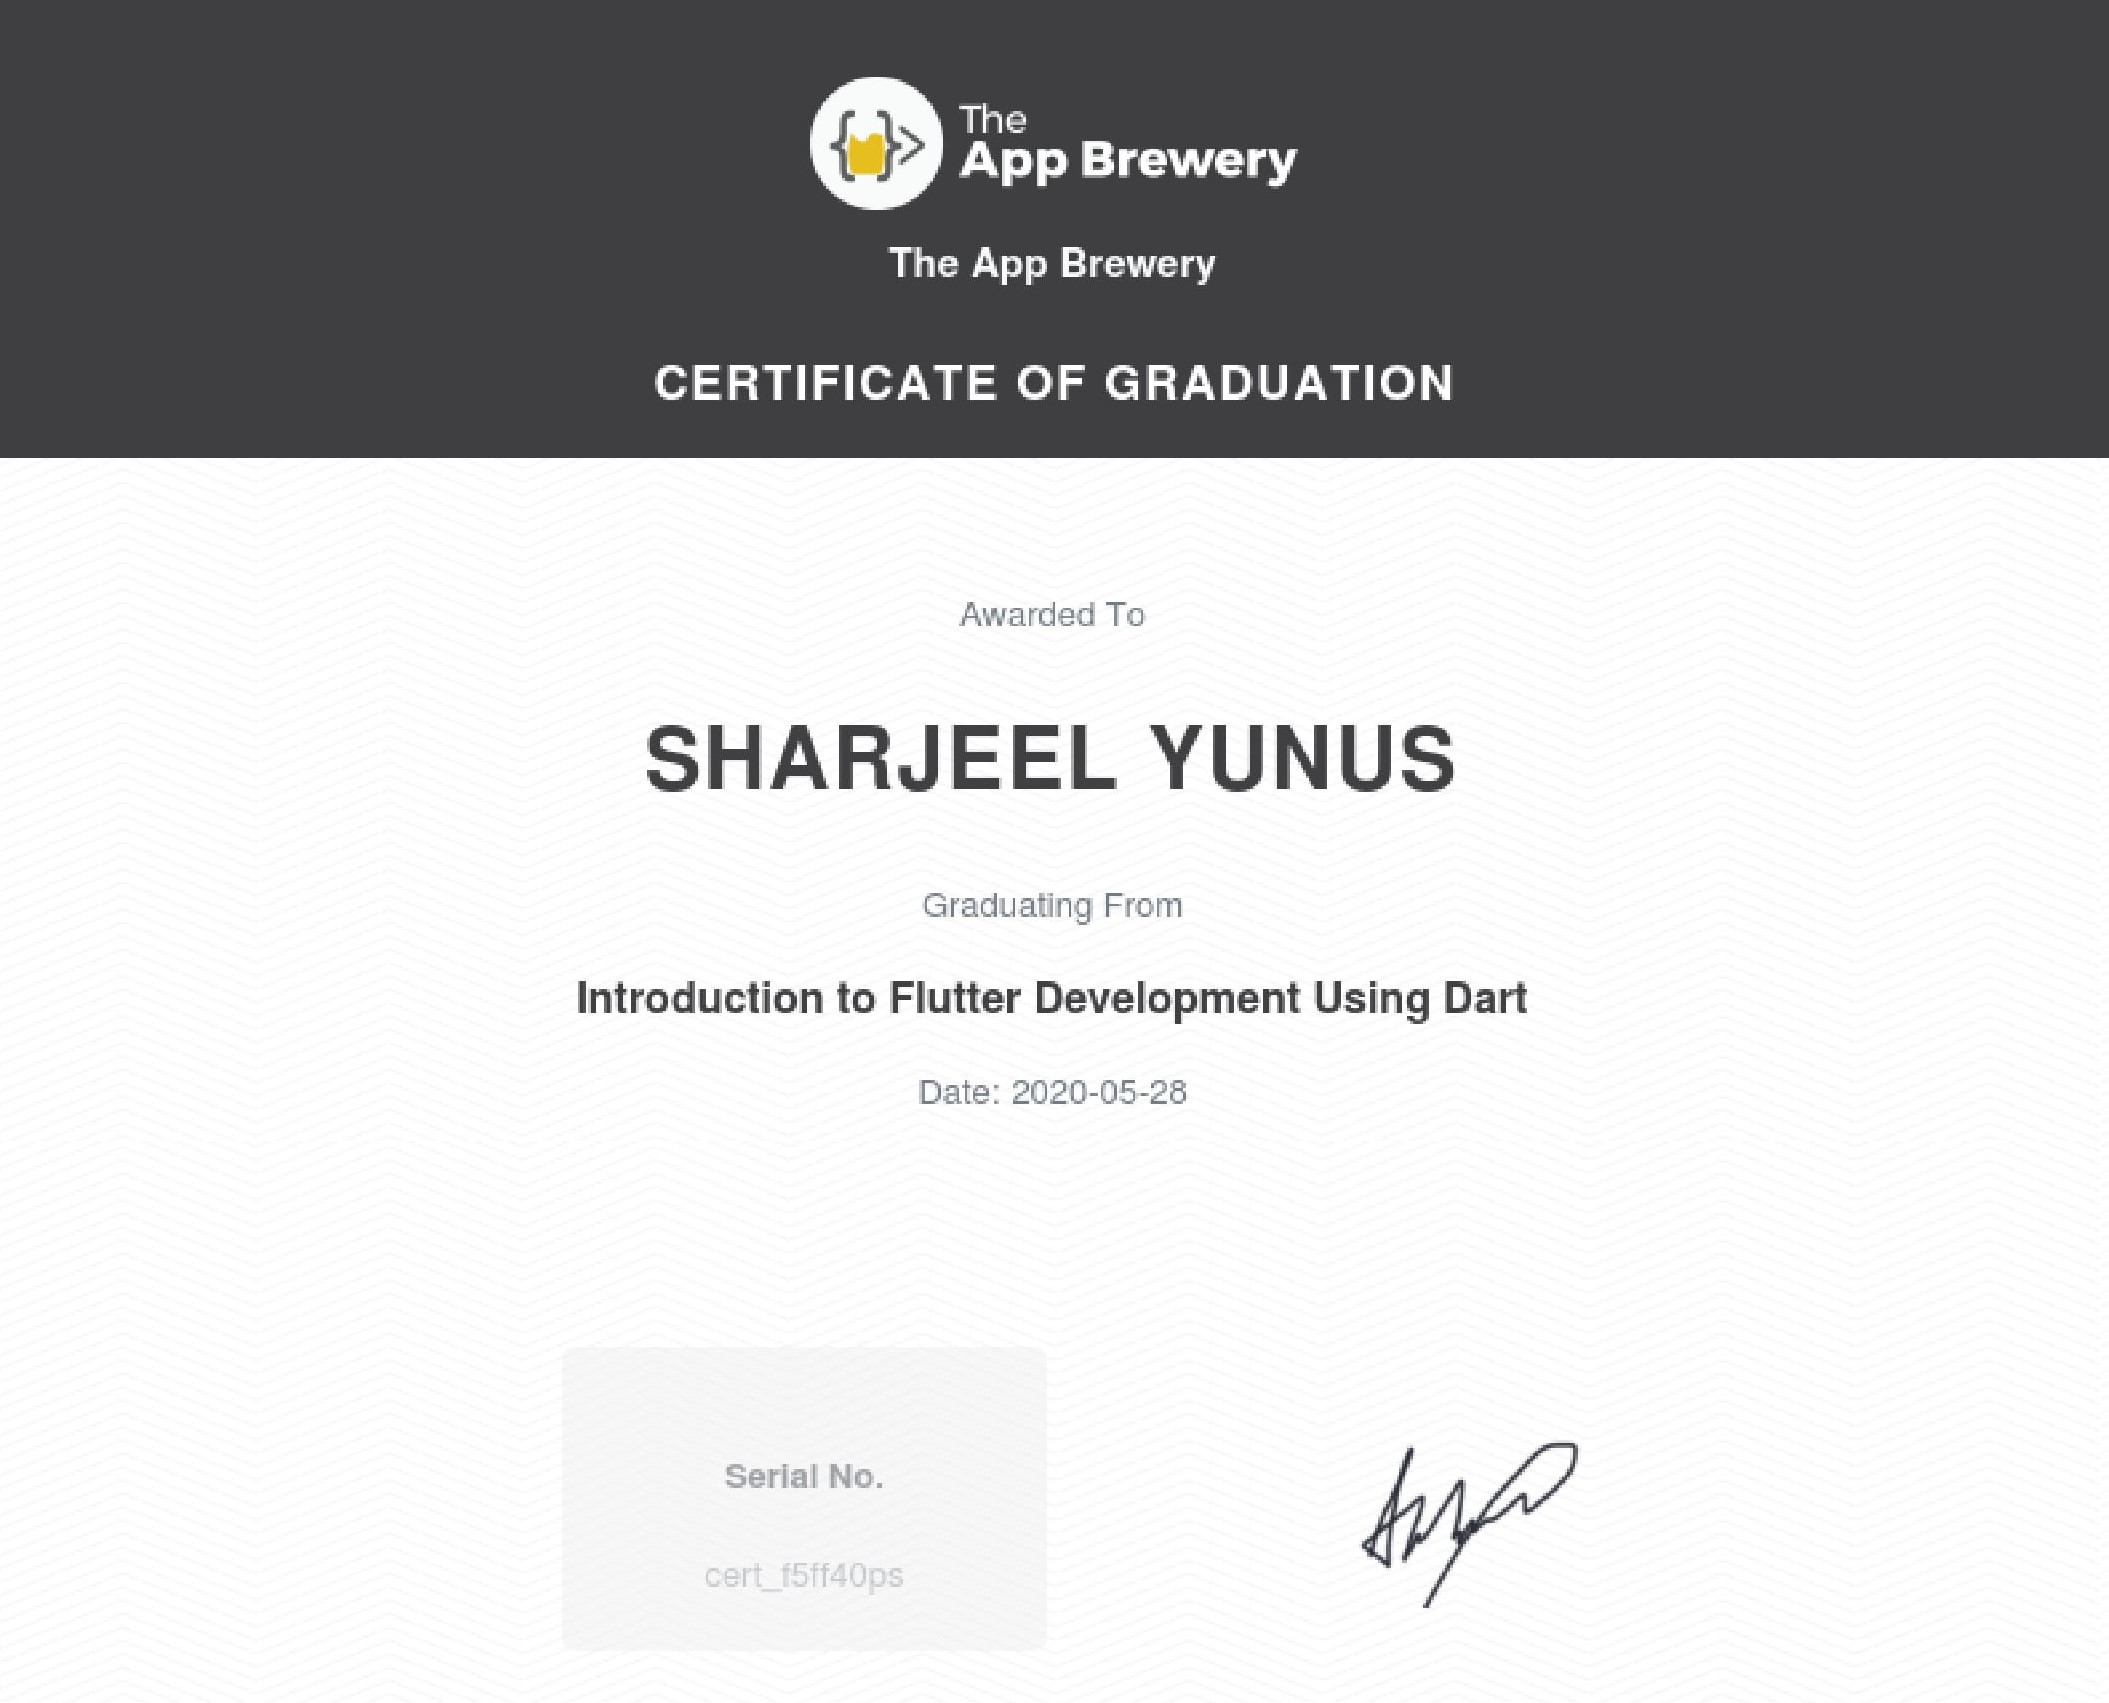 The
App Brewery
The App Brewery
CERTIFICATE OF GRADUATION
Awarded To
SHARJEEL YUNUS
Graduating From
Introduction to Flutter Development Using Dart
Date: 2020-05-28
Serial No.
cert_f5ff40ps